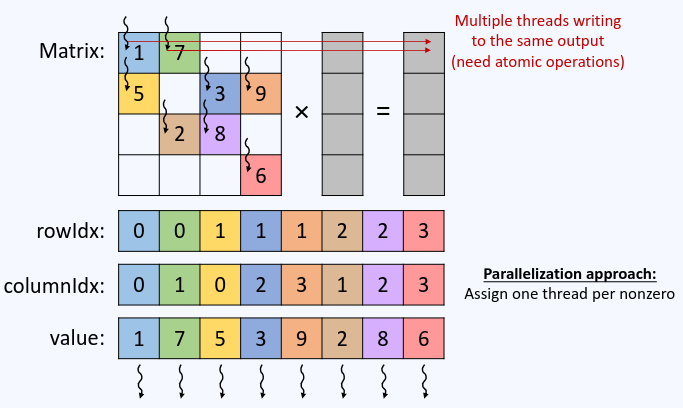 Multiple threads writing
to the same output
(need atomic operations)
Matrix: 1 7
5 3 9
× =
2 8
6
rowIdx: 0 0 1 1 1 2 2 3
columnIdx: 0 1 0 2 3 1 2 3
Parallelization approach:
Assign one thread per nonzero
value: 1 7 5 3 9 2 8 6